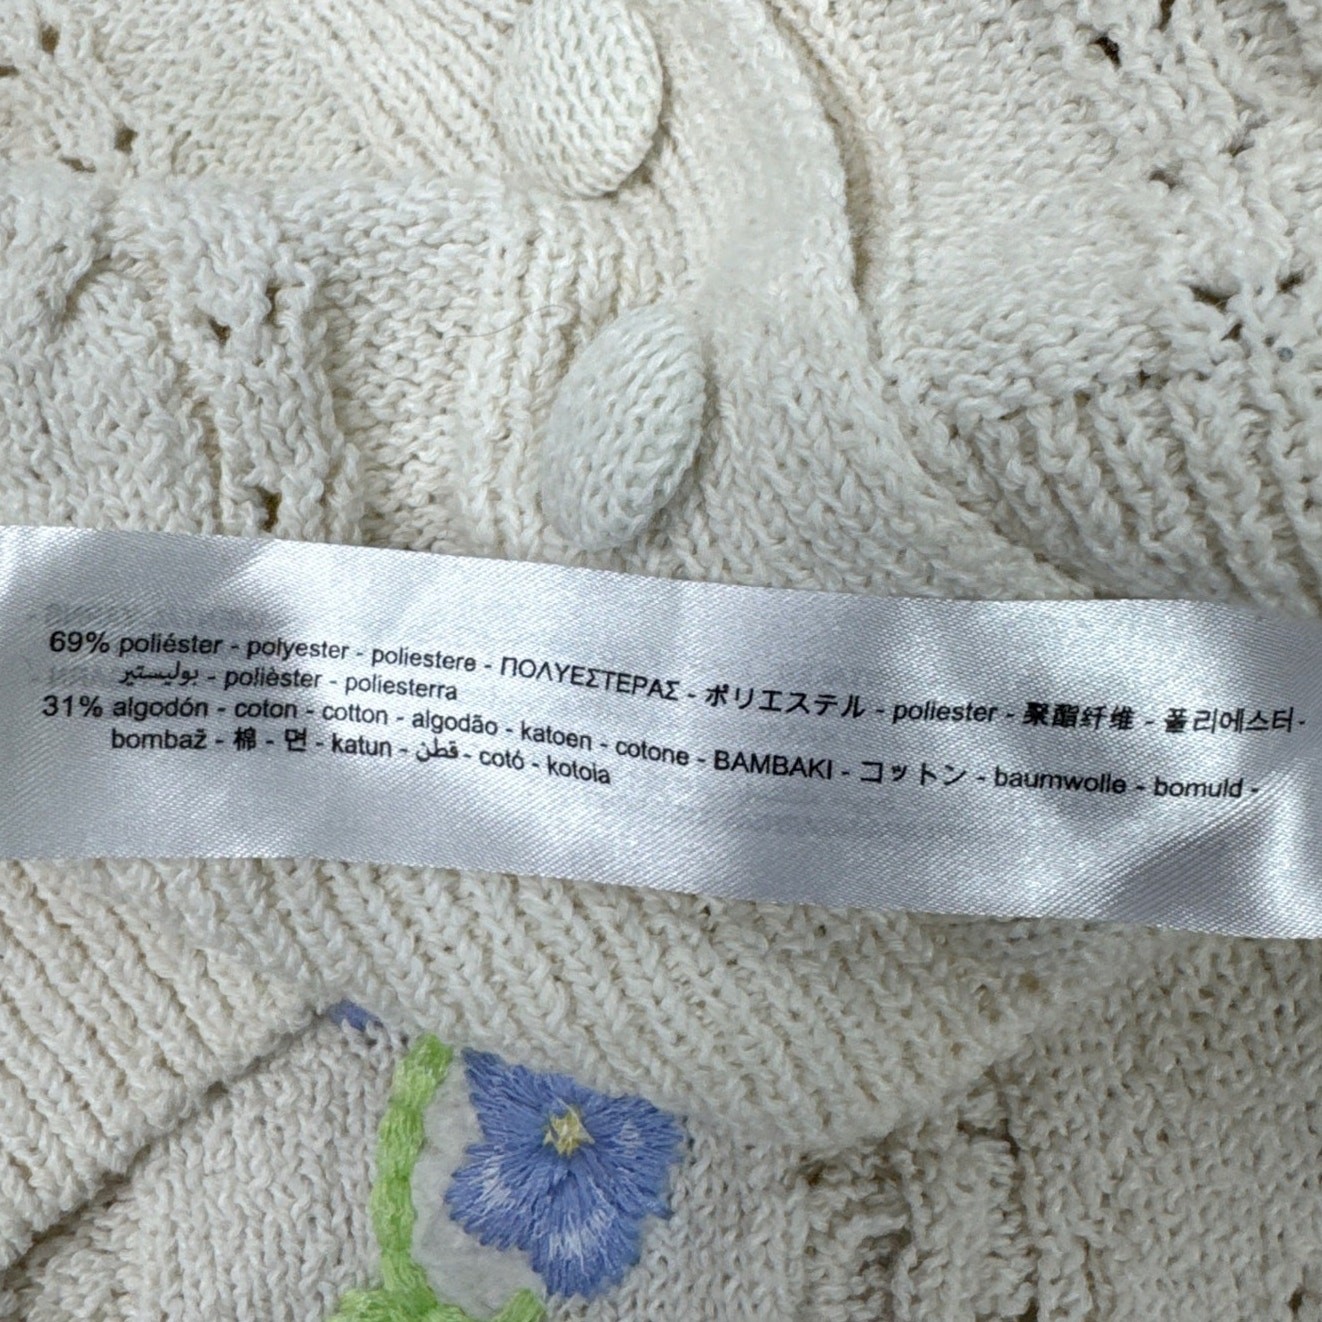 69% poliéster - polyester - poliestere - ΠΟΛΥΕΣΤΕΡΑΣ - ポリエステル - poliester - 聚酯纤维 - 폴리에스터 -
بوليستير - polièster - poliesterra
31% algodón - coton - cotton - algodão - katoen - cotone - BAMBAKI - コットン - baumwolle - bomuld -
bombaž - 棉 - 면 - katun - قطن - cotó - kotoia